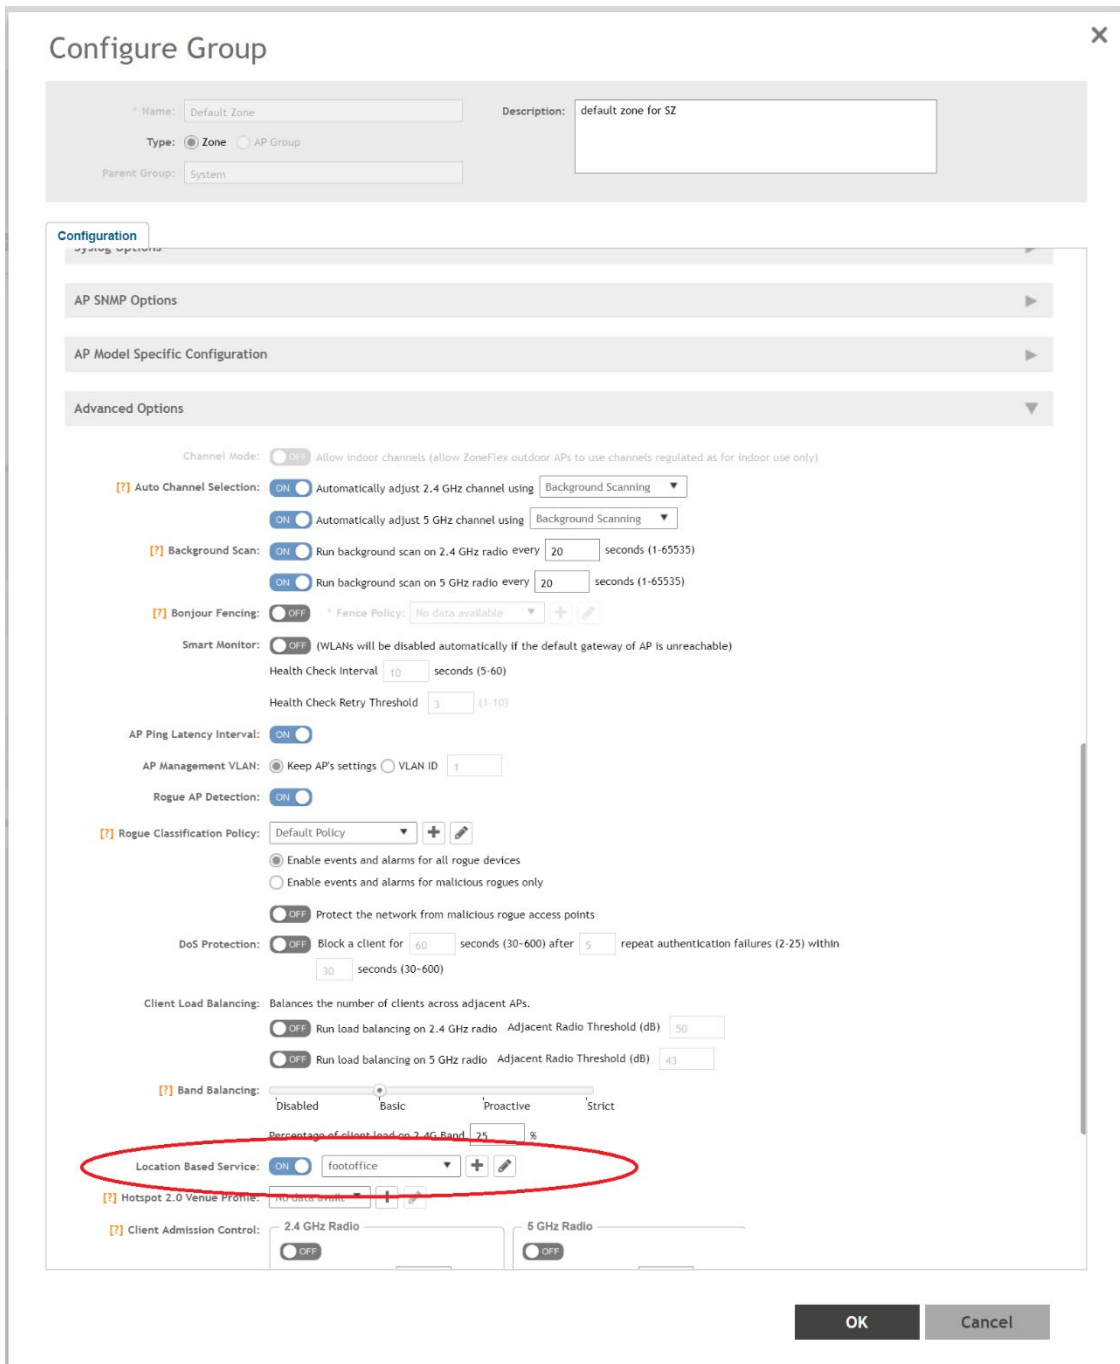 Configure Group
* Name: Default Zone
Description: default zone for SZ
Type: Zone AP Group
Parent Group: System
Configuration
Syslog Options
AP SNMP Options
AP Model Specific Configuration
Advanced Options
Channel Mode: OFF Allow indoor channels (allow ZoneFlex outdoor APs to use channels regulated as for indoor use only)
[?] Auto Channel Selection: ON Automatically adjust 2.4 GHz channel using Background Scanning
ON Automatically adjust 5 GHz channel using Background Scanning
[?] Background Scan: ON Run background scan on 2.4 GHz radio every 20 seconds (1-65535)
ON Run background scan on 5 GHz radio every 20 seconds (1-65535)
[?] Bonjour Fencing: OFF * Fence Policy: No data available
Smart Monitor: OFF (WLANs will be disabled automatically if the default gateway of AP is unreachable)
Health Check Interval 10 seconds (5-60)
Health Check Retry Threshold 3 (1-10)
AP Ping Latency Interval: ON
AP Management VLAN: Keep AP's settings VLAN ID 1
Rogue AP Detection: ON
[?] Rogue Classification Policy: Default Policy
Enable events and alarms for all rogue devices
Enable events and alarms for malicious rogues only
OFF Protect the network from malicious rogue access points
DoS Protection: OFF Block a client for 60 seconds (30~600) after 5 repeat authentication failures (2-25) within
30 seconds (30~600)
Client Load Balancing: Balances the number of clients across adjacent APs.
OFF Run load balancing on 2.4 GHz radio Adjacent Radio Threshold (dB) 50
OFF Run load balancing on 5 GHz radio Adjacent Radio Threshold (dB) 43
[?] Band Balancing:
Disabled Basic Proactive Strict
Percentage of client load on 2.4G Band 25 %
Location Based Service: ON footoffice
[?] Hotspot 2.0 Venue Profile: No data availa
[?] Client Admission Control: 2.4 GHz Radio 5 GHz Radio
OFF OFF
OK Cancel